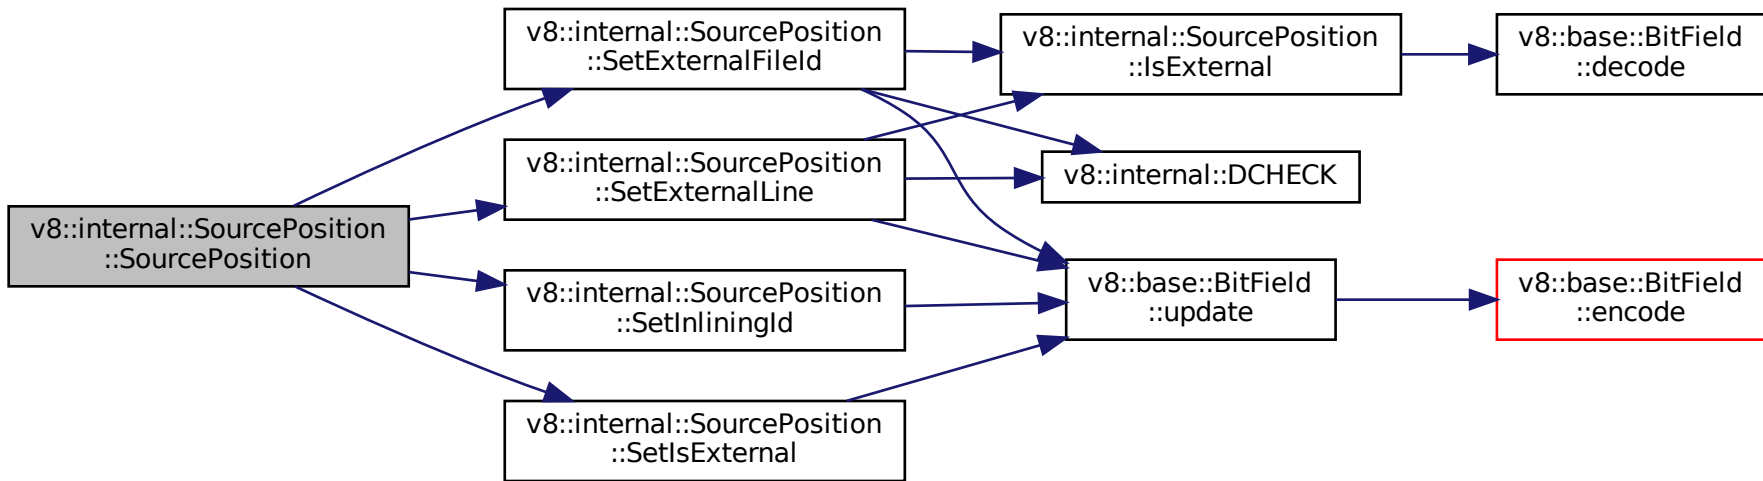 v8::internal::SourcePosition
::SourcePosition
v8::internal::SourcePosition
::SetExternalFileId
v8::internal::SourcePosition
::SetExternalLine
v8::internal::SourcePosition
::SetInliningId
v8::internal::SourcePosition
::SetIsExternal
v8::internal::SourcePosition
::IsExternal
v8::internal::DCHECK
v8::base::BitField
::update
v8::base::BitField
::decode
v8::base::BitField
::encode